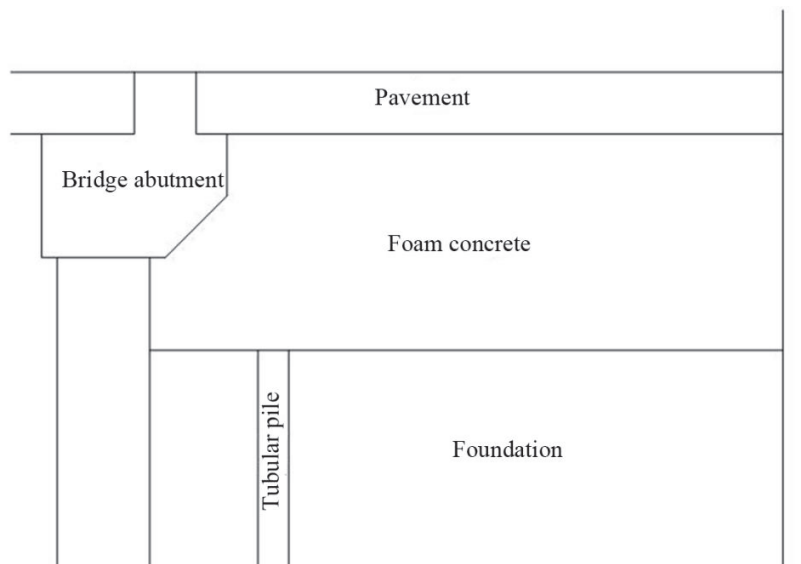 Pavement
Bridge abutment
Foam concrete
Tubular pile
Foundation